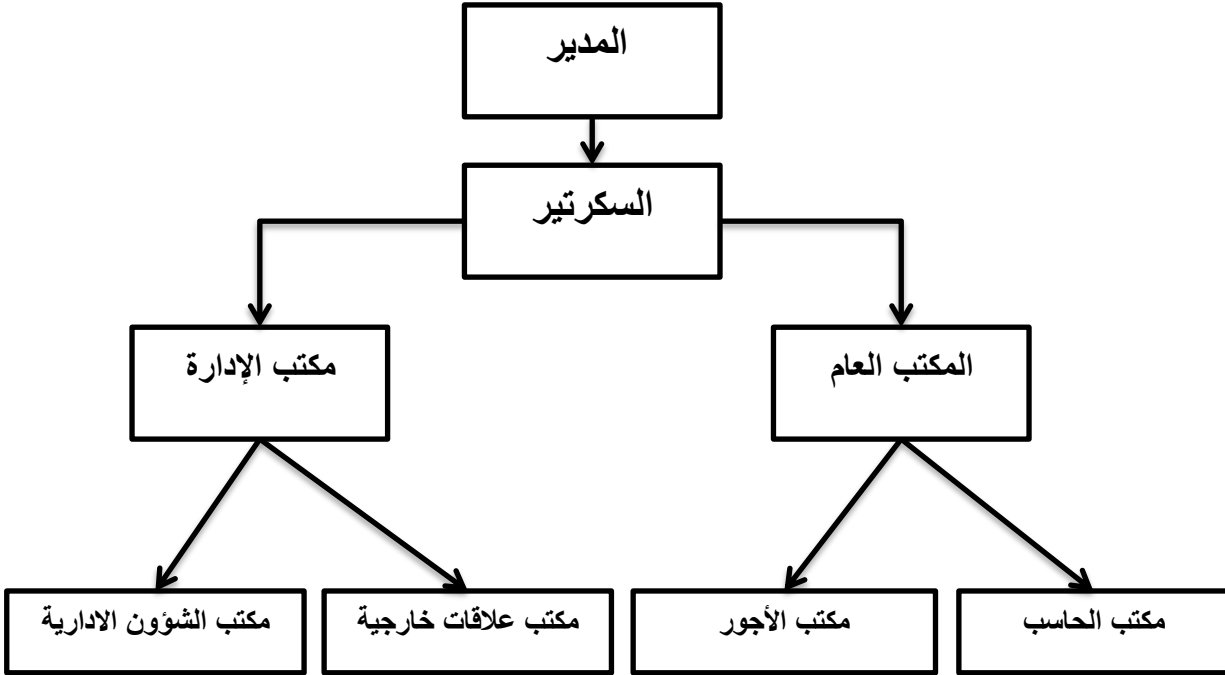 المدير
السكرتير
المكتب العام
مكتب الإدارة
مكتب الحاسب
مكتب الأجور
مكتب علاقات خارجية
مكتب الشؤون الادارية